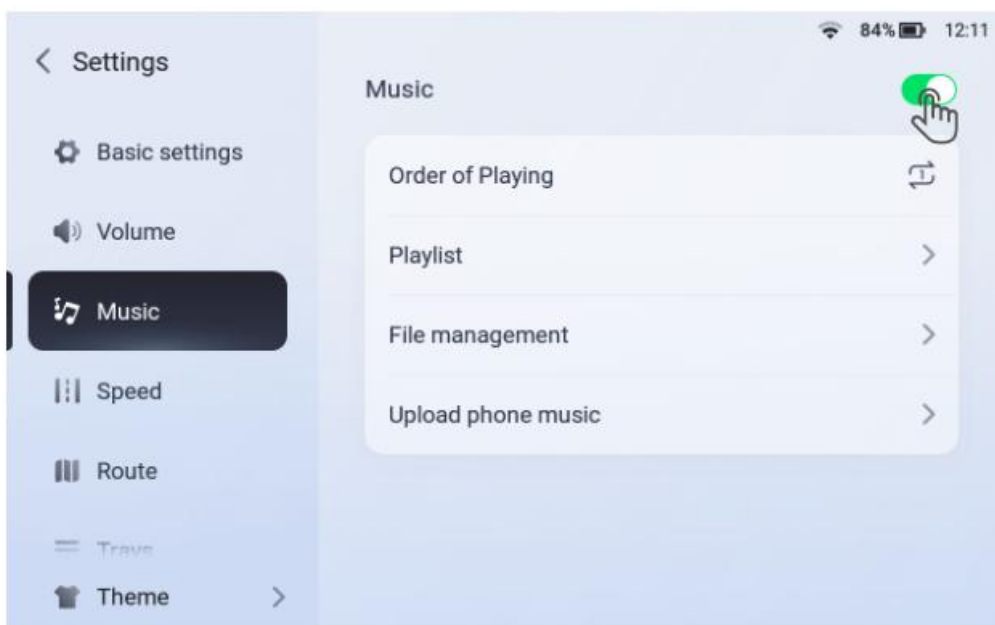 84% 12:11
Settings
Music
Basic settings
Order of Playing
Volume
Playlist
Music
File management
Speed
Upload phone music
Route
Trays
Theme